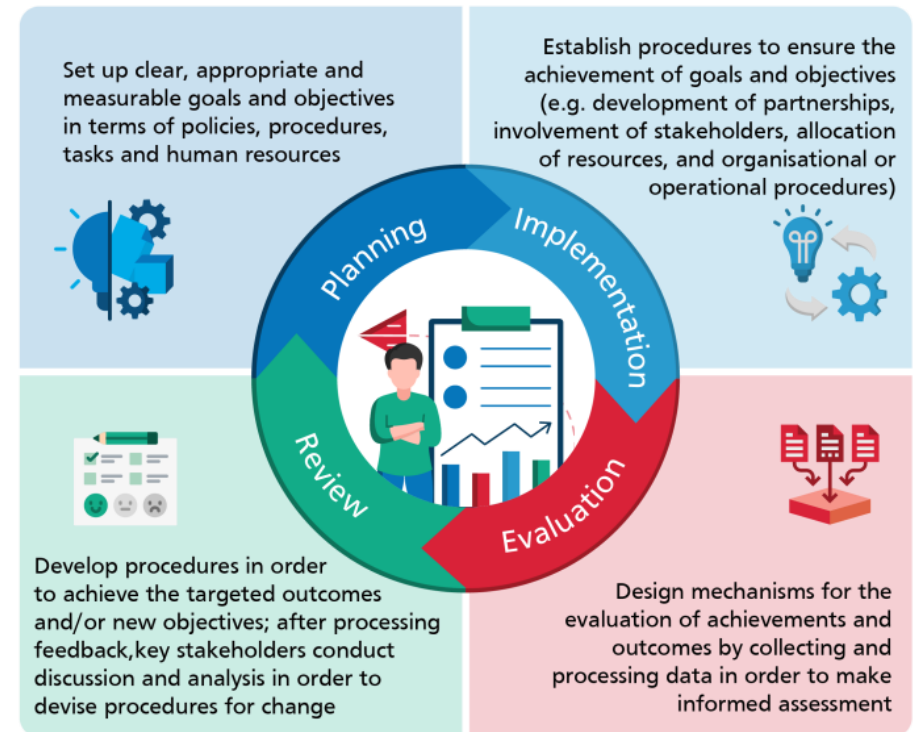 Set up clear, appropriate and
measurable goals and objectives
in terms of policies, procedures,
tasks and human resources
Establish procedures to ensure the
achievement of goals and objectives
(e.g. development of partnerships,
involvement of stakeholders, allocation
of resources, and organisational or
operational procedures)
Planning
Implementation
Review
Evaluation
Develop procedures in order
to achieve the targeted outcomes
and/or new objectives; after processing
feedback,key stakeholders conduct
discussion and analysis in order to
devise procedures for change
Design mechanisms for the
evaluation of achievements and
outcomes by collecting and
processing data in order to make
informed assessment